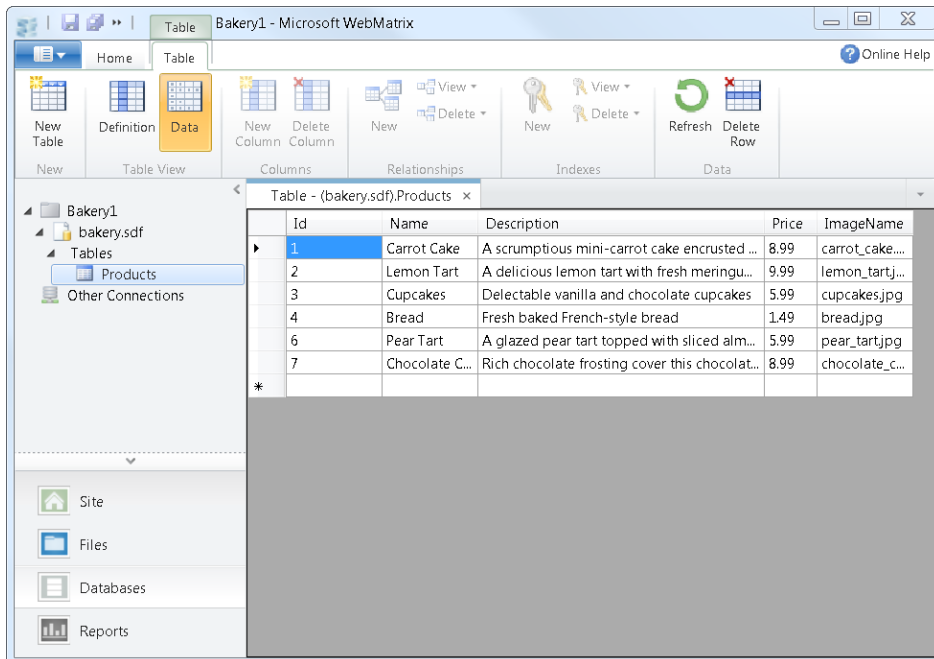 Table Bakery1 - Microsoft WebMatrix
Home Table Online Help
New Table Definition Data New Column Delete Column New View Delete New View Delete Refresh Delete Row
New Table View Columns Relationships Indexes Data
Bakery1
bakery.sdf
Tables
Products
Other Connections
Table - (bakery.sdf).Products
Id Name Description Price ImageName
1 Carrot Cake A scrumptious mini-carrot cake encrusted ... 8.99 carrot_cake....
2 Lemon Tart A delicious lemon tart with fresh meringu... 9.99 lemon_tart.j...
3 Cupcakes Delectable vanilla and chocolate cupcakes 5.99 cupcakes.jpg
4 Bread Fresh baked French-style bread 1.49 bread.jpg
6 Pear Tart A glazed pear tart topped with sliced alm... 5.99 pear_tart.jpg
7 Chocolate C... Rich chocolate frosting cover this chocolat... 8.99 chocolate_c...
Site
Files
Databases
Reports